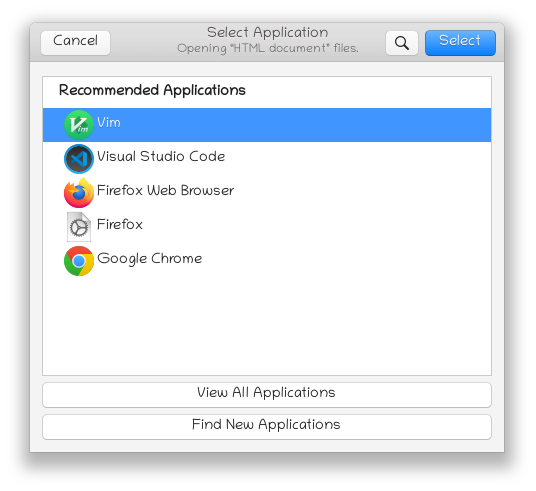 Cancel
Select Application
Opening “HTML document” files.
Select
Recommended Applications
Vim
Visual Studio Code
Firefox Web Browser
Firefox
Google Chrome
View All Applications
Find New Applications